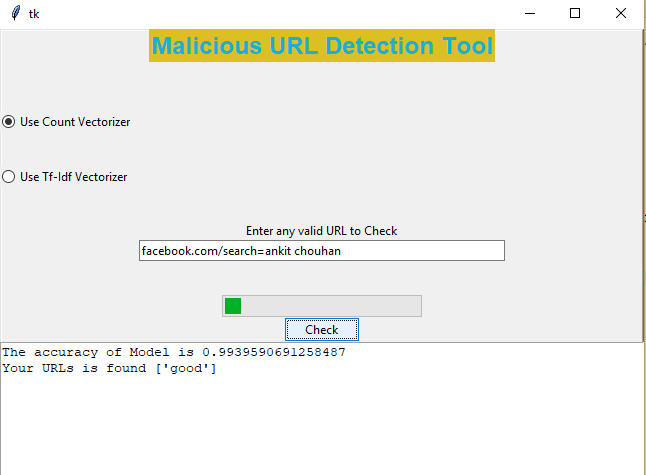 tk
Malicious URL Detection Tool
Use Count Vectorizer
Use Tf-Idf Vectorizer
Enter any valid URL to Check
facebook.com/search=ankit chouhan
Check
The accuracy of Model is 0.9939590691258487
Your URLs is found ['good']